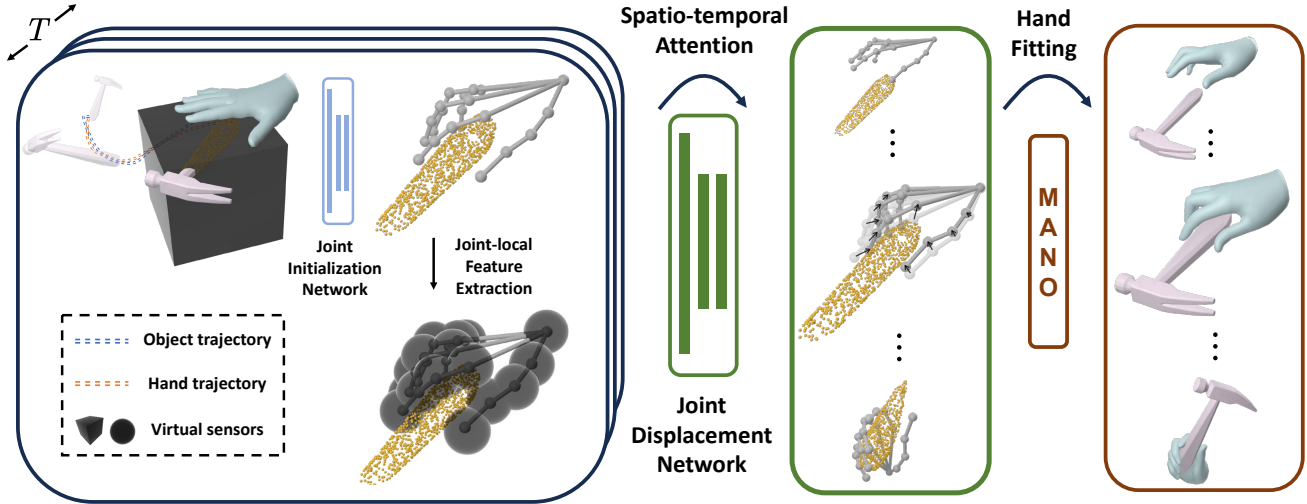 T
Spatio-temporal
Attention
Hand
Fitting
Joint
Initialization
Network
Joint-local
Feature
Extraction
Object trajectory
Hand trajectory
Virtual sensors
Joint
Displacement
Network
M
A
N
O